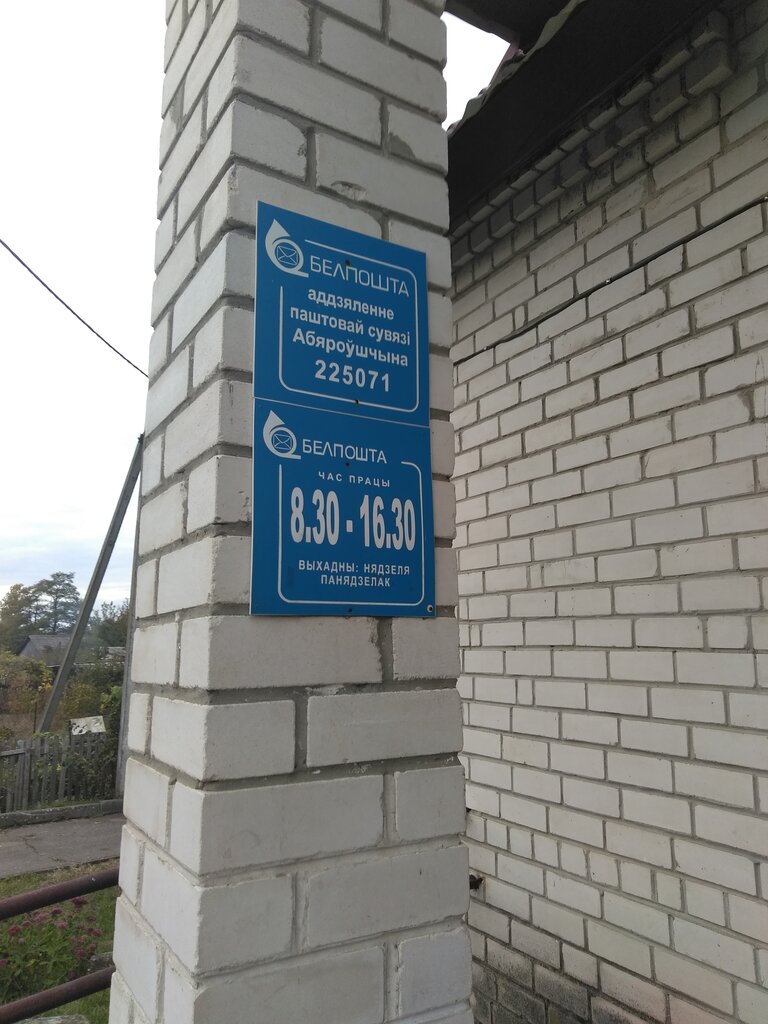 БЕЛПОШТА
аддзяленне
паштовай сувязі
Абяроўшчына
225071
БЕЛПОШТА
ЧАС ПРАЦЫ
8.30 - 16.30
ВЫХАДНЫ: НЯДЗЕЛЯ
ПАНЯДЗЕЛАК